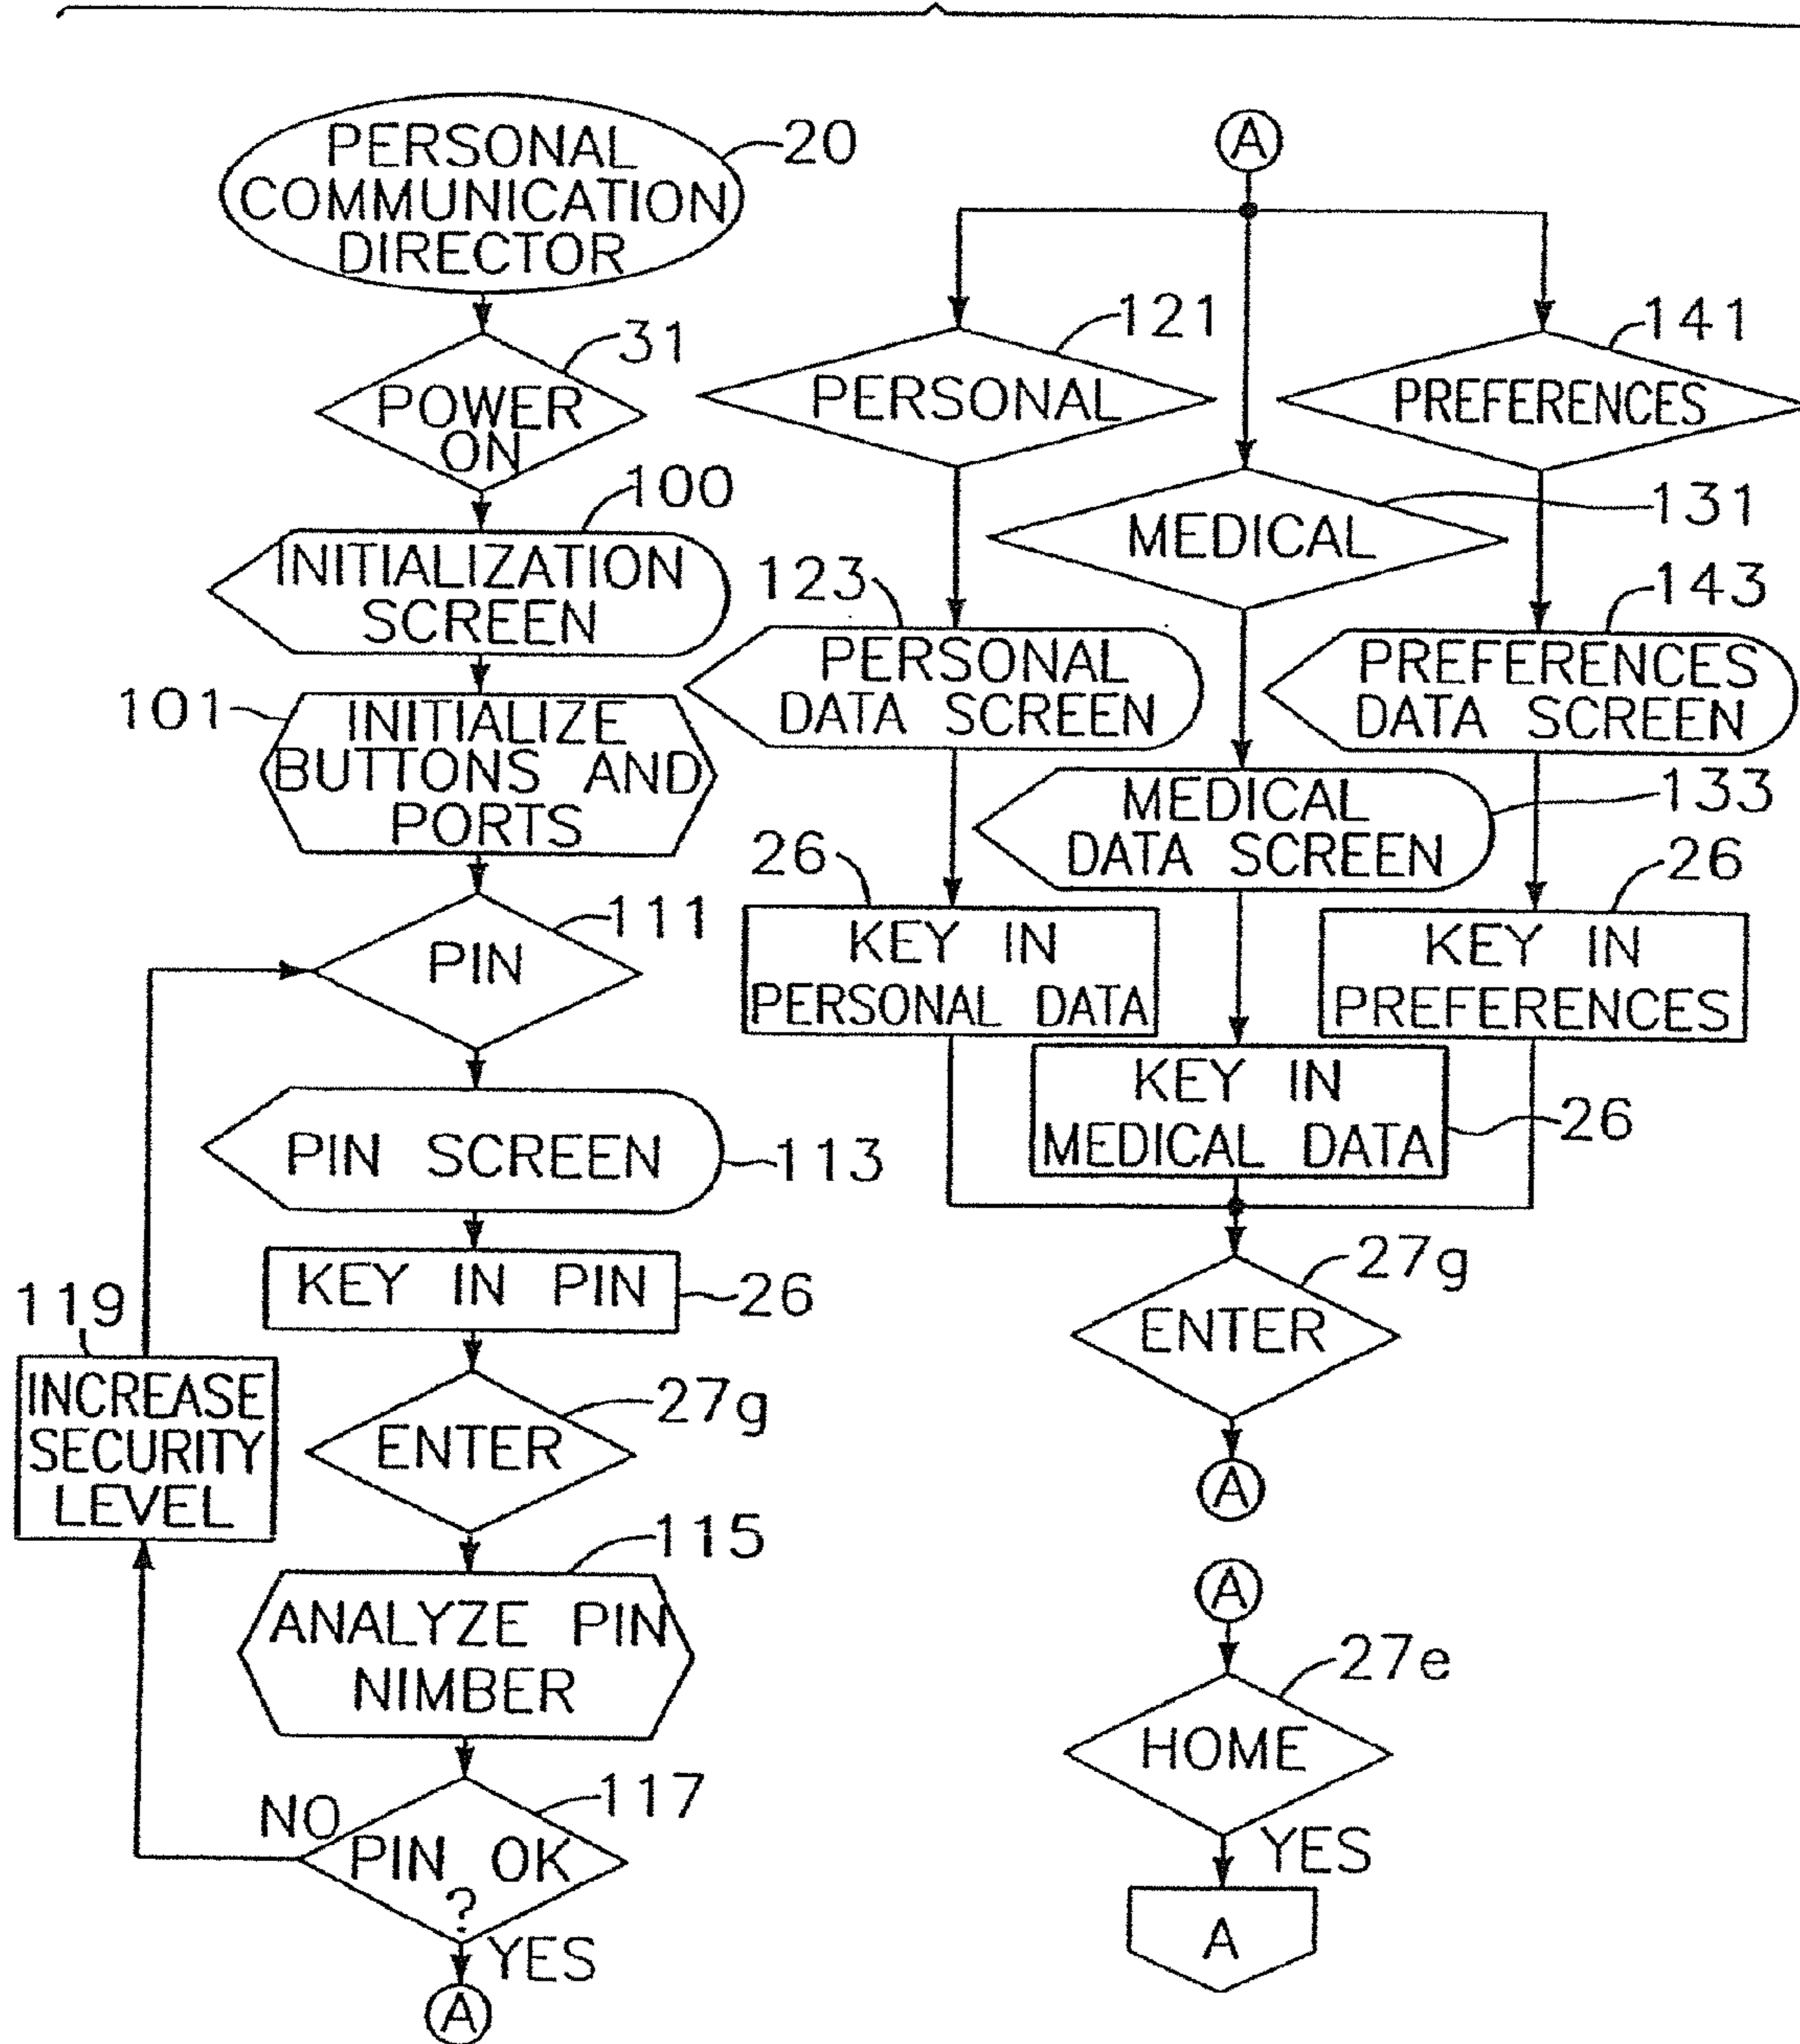 PERSONAL
COMMUNICATION
DIRECTOR
20
POWER
ON
31
100
INITIALIZATION
SCREEN
101
INITIALIZE
BUTTONS AND
PORTS
111
PIN
PIN SCREEN
113
KEY IN PIN
26
119
INCREASE
SECURITY
LEVEL
27g
ENTER
115
ANALYZE PIN
NIMBER
117
NO
PIN OK
?
YES
A
A
121
PERSONAL
141
PREFERENCES
131
MEDICAL
123
PERSONAL
DATA SCREEN
143
PREFERENCES
DATA SCREEN
133
MEDICAL
DATA SCREEN
26
KEY IN
PERSONAL DATA
26
KEY IN
PREFERENCES
KEY IN
MEDICAL DATA
26
27g
ENTER
A
A
27e
HOME
YES
A